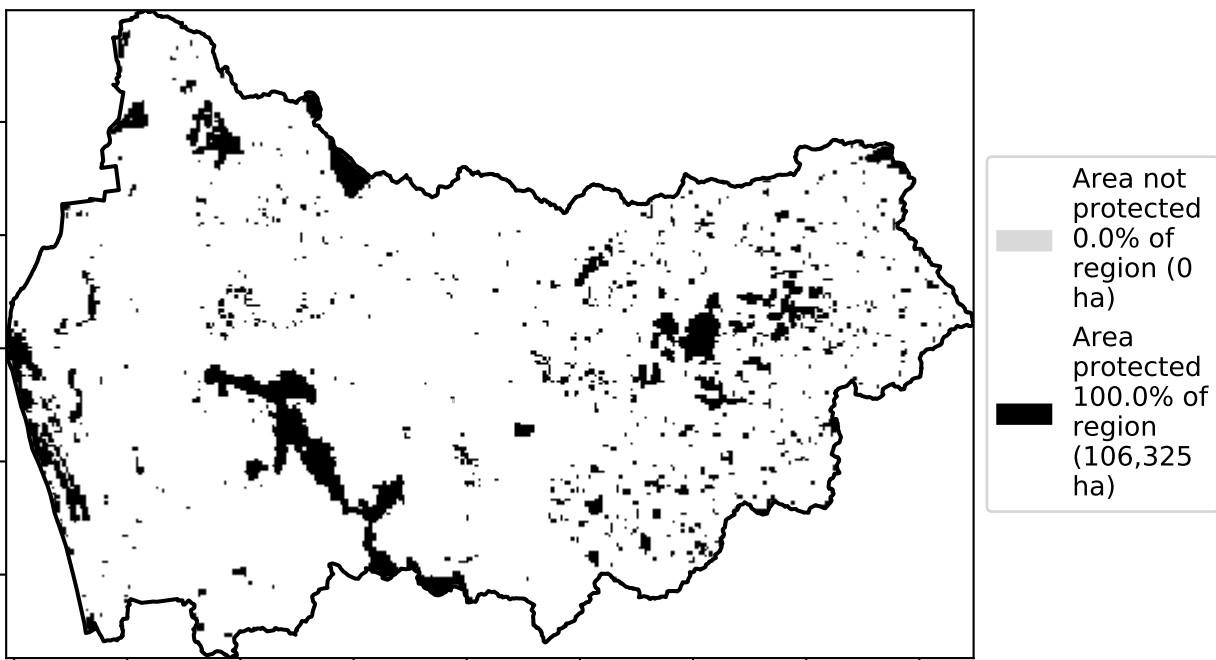 Area not
protected
0.0% of
region (0
ha)
Area
protected
100.0% of
region
(106,325
ha)